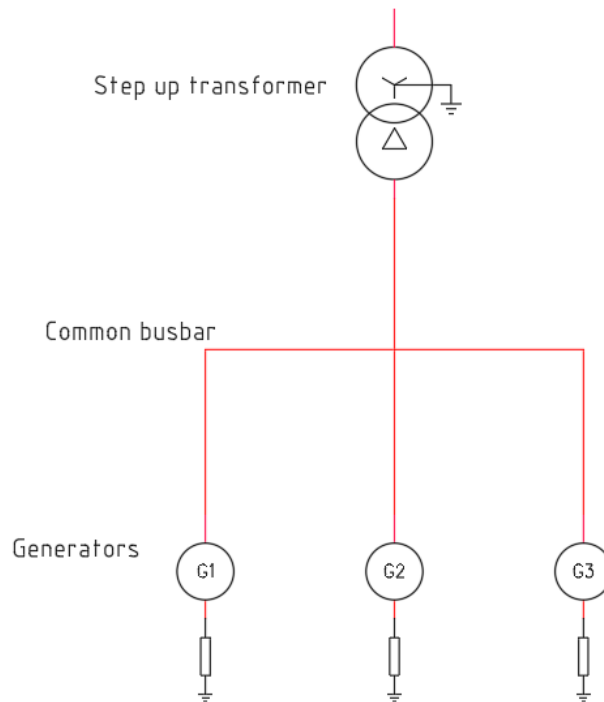 Step up transformer
Common busbar
Generators
G1
G2
G3